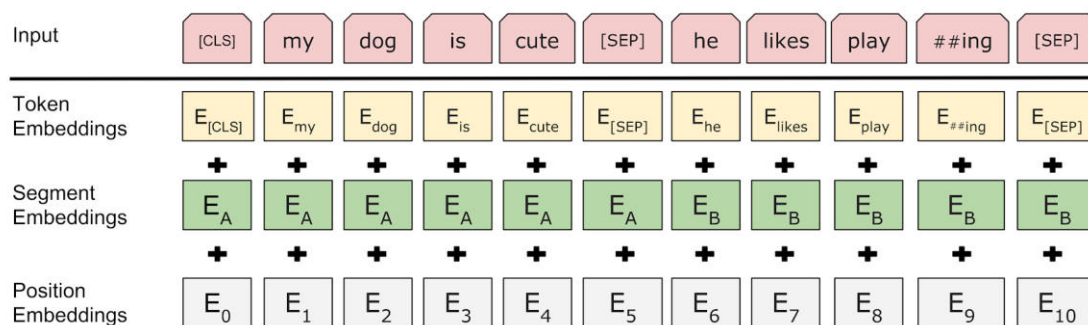 Input [CLS] my dog is cute [SEP] he likes play ##ing [SEP]
Token
Embeddings E[CLS] Emy Edog Eis Ecute E[SEP] Ehe Elikes Eplay E##ing E[SEP]
+ + + + + + + + + + +
Segment
Embeddings EA EA EA EA EA EA EB EB EB EB EB
+ + + + + + + + + + +
Position
Embeddings E0 E1 E2 E3 E4 E5 E6 E7 E8 E9 E10